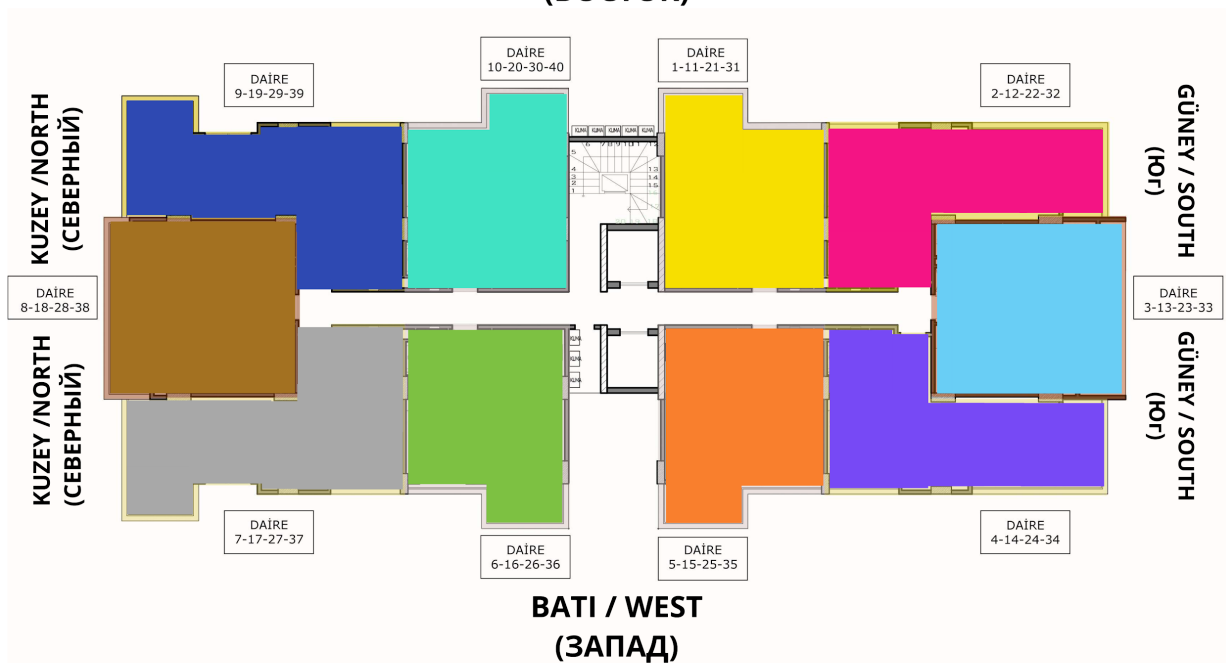 DAİRE
10-20-30-40
DAİRE
1-11-21-31
DAİRE
9-19-29-39
DAİRE
2-12-22-32
KUZEY /NORTH
(СЕВЕРНЫЙ)
GÜNEY / SOUTH
(Юг)
DAİRE
8-18-28-38
DAİRE
3-13-23-33
KUZEY /NORTH
(СЕВЕРНЫЙ)
GÜNEY / SOUTH
(Юг)
DAİRE
7-17-27-37
DAİRE
4-14-24-34
DAİRE
6-16-26-36
DAİRE
5-15-25-35
BATI / WEST
(ЗАПАД)